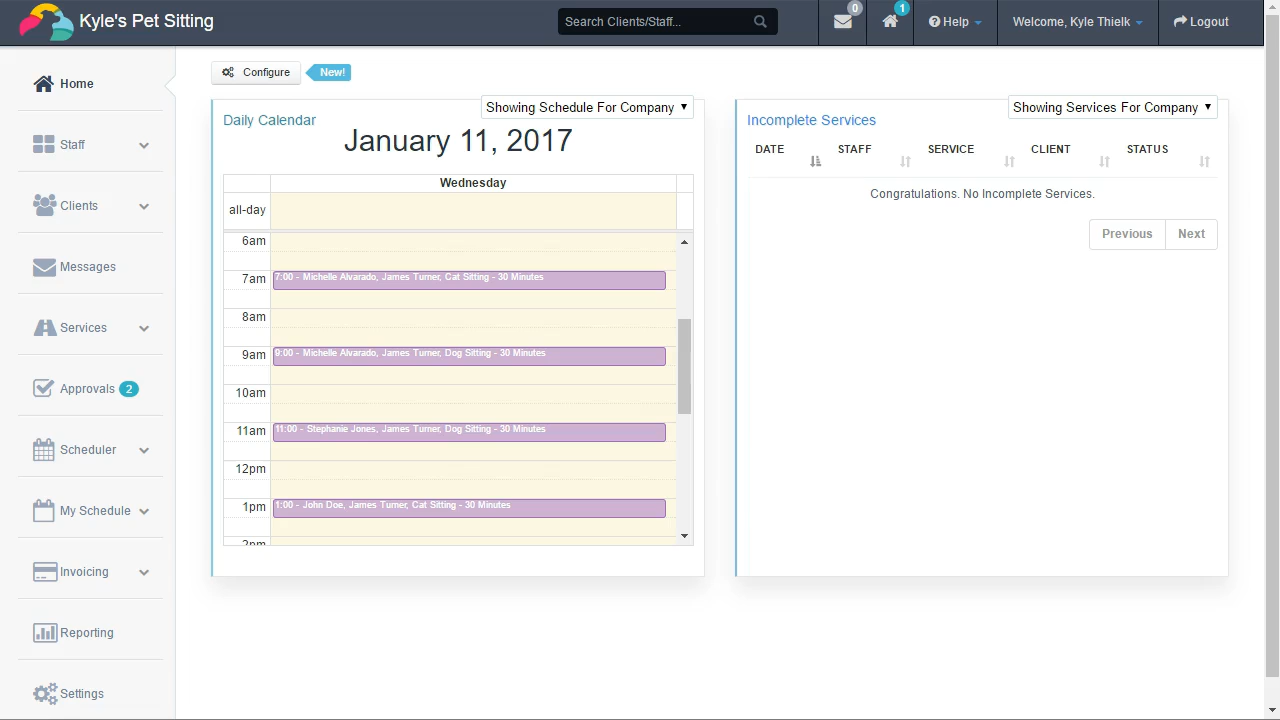 Kyle's Pet Sitting
Search Clients/Staff...
0
1
Help
Welcome, Kyle Thielk
Logout
Home
Staff
Clients
Messages
Services
Approvals 2
Scheduler
My Schedule
Invoicing
Reporting
Settings
Configure
New!
Showing Schedule For Company
Daily Calendar
January 11, 2017
Wednesday
all-day
6am
7am 7:00 - Michelle Alvarado, James Turner, Cat Sitting - 30 Minutes
8am
9am 9:00 - Michelle Alvarado, James Turner, Dog Sitting - 30 Minutes
10am
11am 11:00 - Stephanie Jones, James Turner, Dog Sitting - 30 Minutes
12pm
1pm 1:00 - John Doe, James Turner, Cat Sitting - 30 Minutes
2pm
Showing Services For Company
Incomplete Services
DATE STAFF SERVICE CLIENT STATUS
Congratulations. No Incomplete Services.
Previous Next